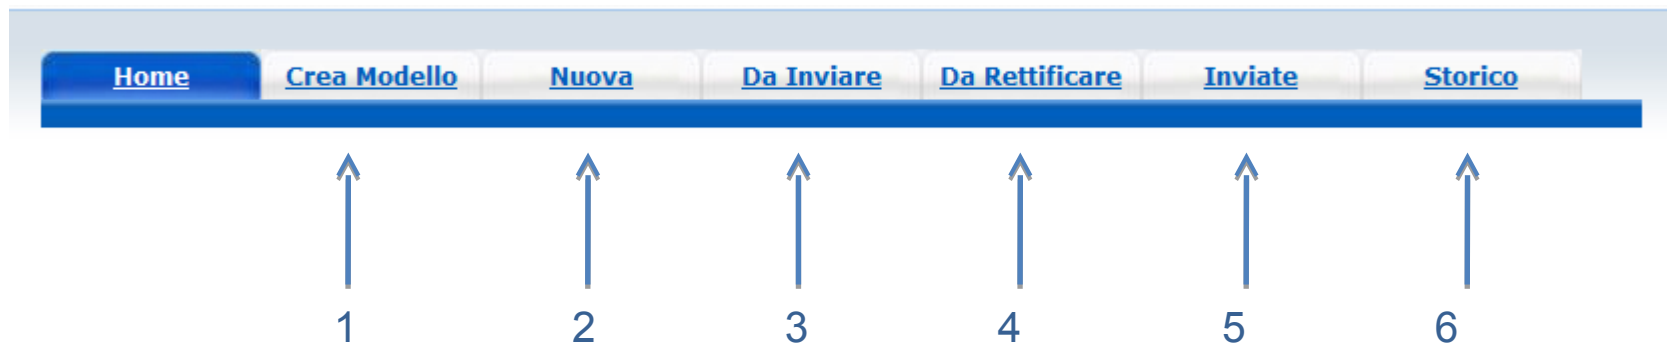 Home Crea Modello Nuova Da Inviare Da Rettificare Inviate Storico
1 2 3 4 5 6